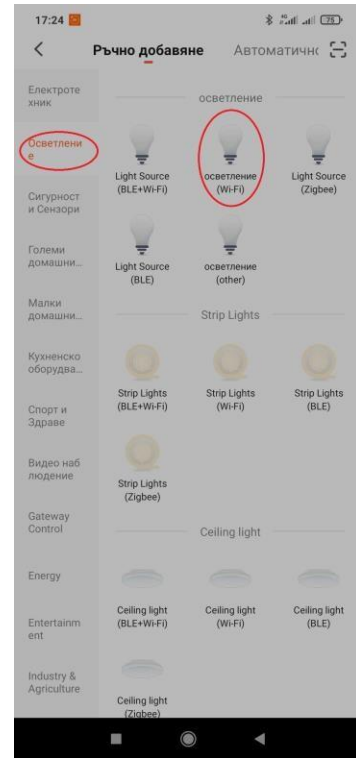 17:24
75
Ръчно добавяне Автоматичнс
Електроте
хник
Осветлени
е
Сигурност
и Сензори
Големи
домашни...
Малки
домашни...
Кухненско
оборудва...
Спорт и
Здраве
Видео наб
людение
Gateway
Control
Energy
Entertainm
ent
Industry &
Agriculture
осветление
Light Source
(BLE+Wi-Fi)
осветление
(Wi-Fi)
Light Source
(Zigbee)
Light Source
(BLE)
осветление
(other)
Strip Lights
Strip Lights
(BLE+Wi-Fi)
Strip Lights
(Wi-Fi)
Strip Lights
(BLE)
Strip Lights
(Zigbee)
Ceiling light
Ceiling light
(BLE+Wi-Fi)
Ceiling light
(Wi-Fi)
Ceiling light
(BLE)
Ceiling light
(Zigbee)